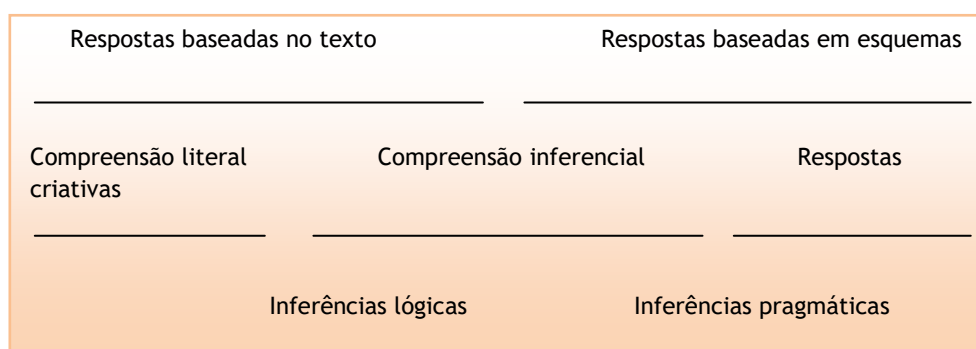 Respostas baseadas no texto Respostas baseadas em esquemas
Compreensão literal Compreensão inferencial Respostas
criativas
Inferências lógicas Inferências pragmáticas